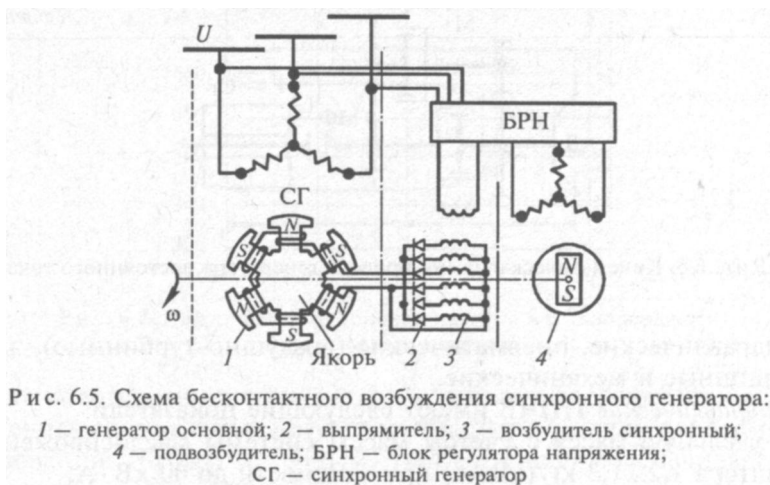 U
БРН
СГ
N
S S
N N
S
N
S
ω
1 Якорь 2 3 4
Рис. 6.5. Схема бесконтактного возбуждения синхронного генератора:
1 — генератор основной; 2 — выпрямитель; 3 — возбудитель синхронный;
4 — подвозбудитель; БРН — блок регулятора напряжения;
СГ — синхронный генератор